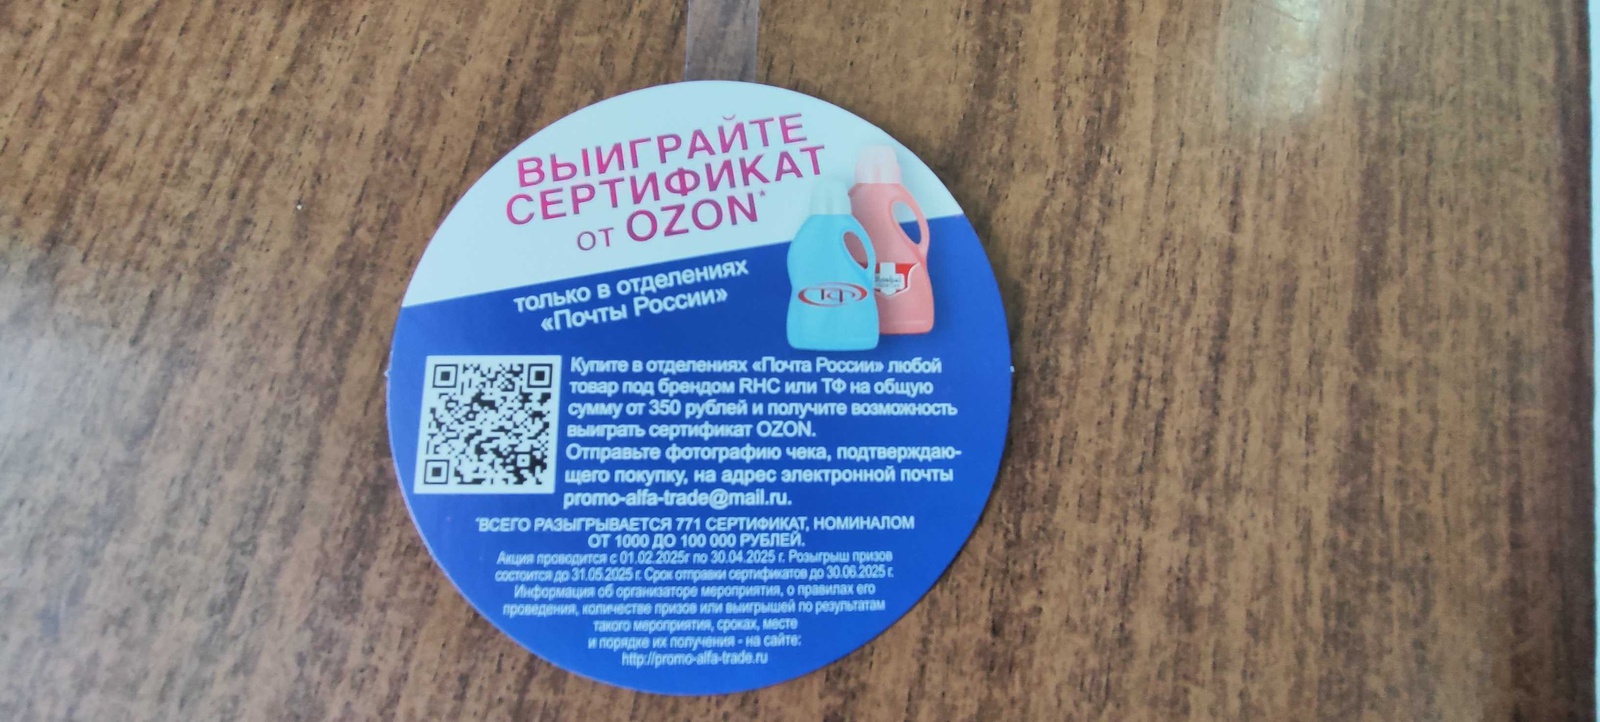 ВЫИГРАЙТЕ
СЕРТИФИКАТ
ОТ OZON*
только в отделениях
«Почты России»
ТФ
Купите в отделениях «Почта России» любой
товар под брендом RHC или ТФ на общую
сумму от 350 рублей и получите возможность
выиграть сертификат OZON.
Отправьте фотографию чека, подтверждаю-
щего покупку, на адрес электронной почты
promo-alfa-trade@mail.ru.
*ВСЕГО РАЗЫГРЫВАЕТСЯ 771 СЕРТИФИКАТ, НОМИНАЛОМ
ОТ 1000 ДО 100 000 РУБЛЕЙ.
Акция проводится с 01.02.2025г по 30.04.2025 г. Розыгрыш призов
состоится до 31.05.2025 г. Срок отправки сертификатов до 30.06.2025 г.
Информация об организаторе мероприятия, о правилах его
проведения, количестве призов или выигрышей по результатам
такого мероприятия, сроках, месте
и порядке их получения - на сайте:
http://promo-alfa-trade.ru